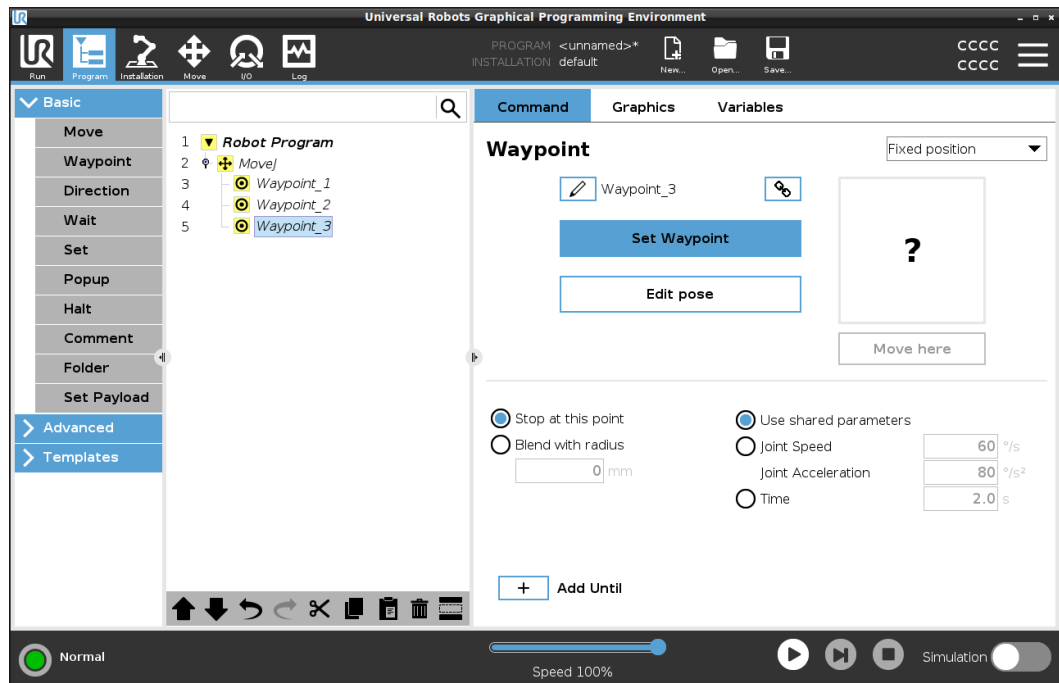 Universal Robots Graphical Programming Environment
PROGRAM <unnamed>*
INSTALLATION default
Run Program Installation Move I/O Log New... Open... Save...
CCCC
CCCC
Basic
Move
Waypoint
Direction
Wait
Set
Popup
Halt
Comment
Folder
Set Payload
Advanced
Templates
1 Robot Program
2 MoveJ
3 Waypoint_1
4 Waypoint_2
5 Waypoint_3
Command Graphics Variables
Waypoint
Fixed position
Waypoint_3
Set Waypoint
Edit pose
?
Move here
Stop at this point
Blend with radius
0 mm
Use shared parameters
Joint Speed 60 °/s
Joint Acceleration 80 °/s²
Time 2.0 s
+ Add Until
Normal
Speed 100%
Simulation